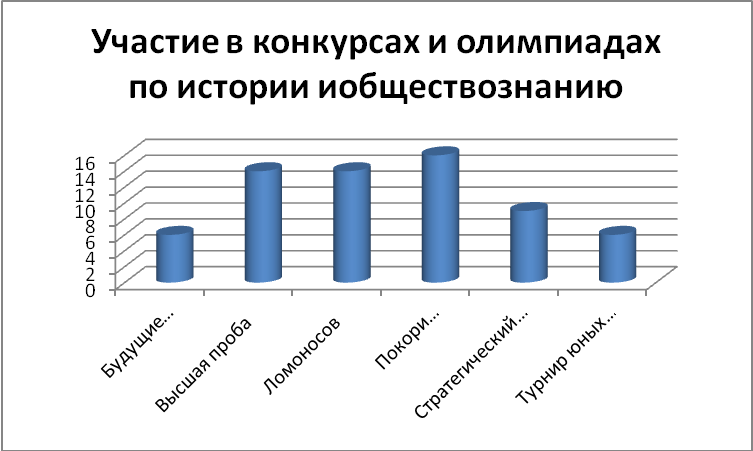 Участие в конкурсах и олимпиадах
по истории иобществознанию
16
14
12
10
8
6
4
2
0
Будущие...
Высшая проба
Ломоносов
Покори...
Стратегический...
Турнир юных...